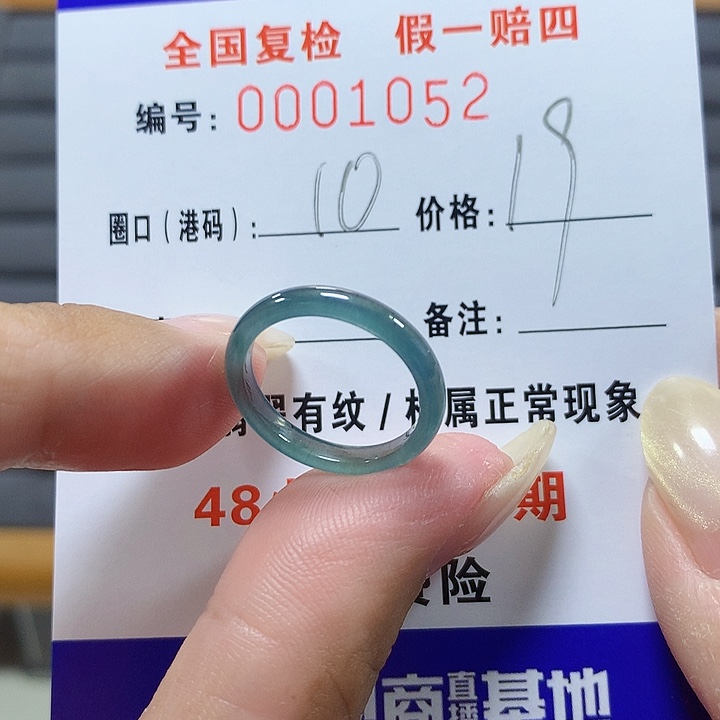 全国复检 假一赔四
编号：0001052
圈口（港码）：10 价格：19
备注：
有纹/ 属正常现象
48 期
险
商直播基地